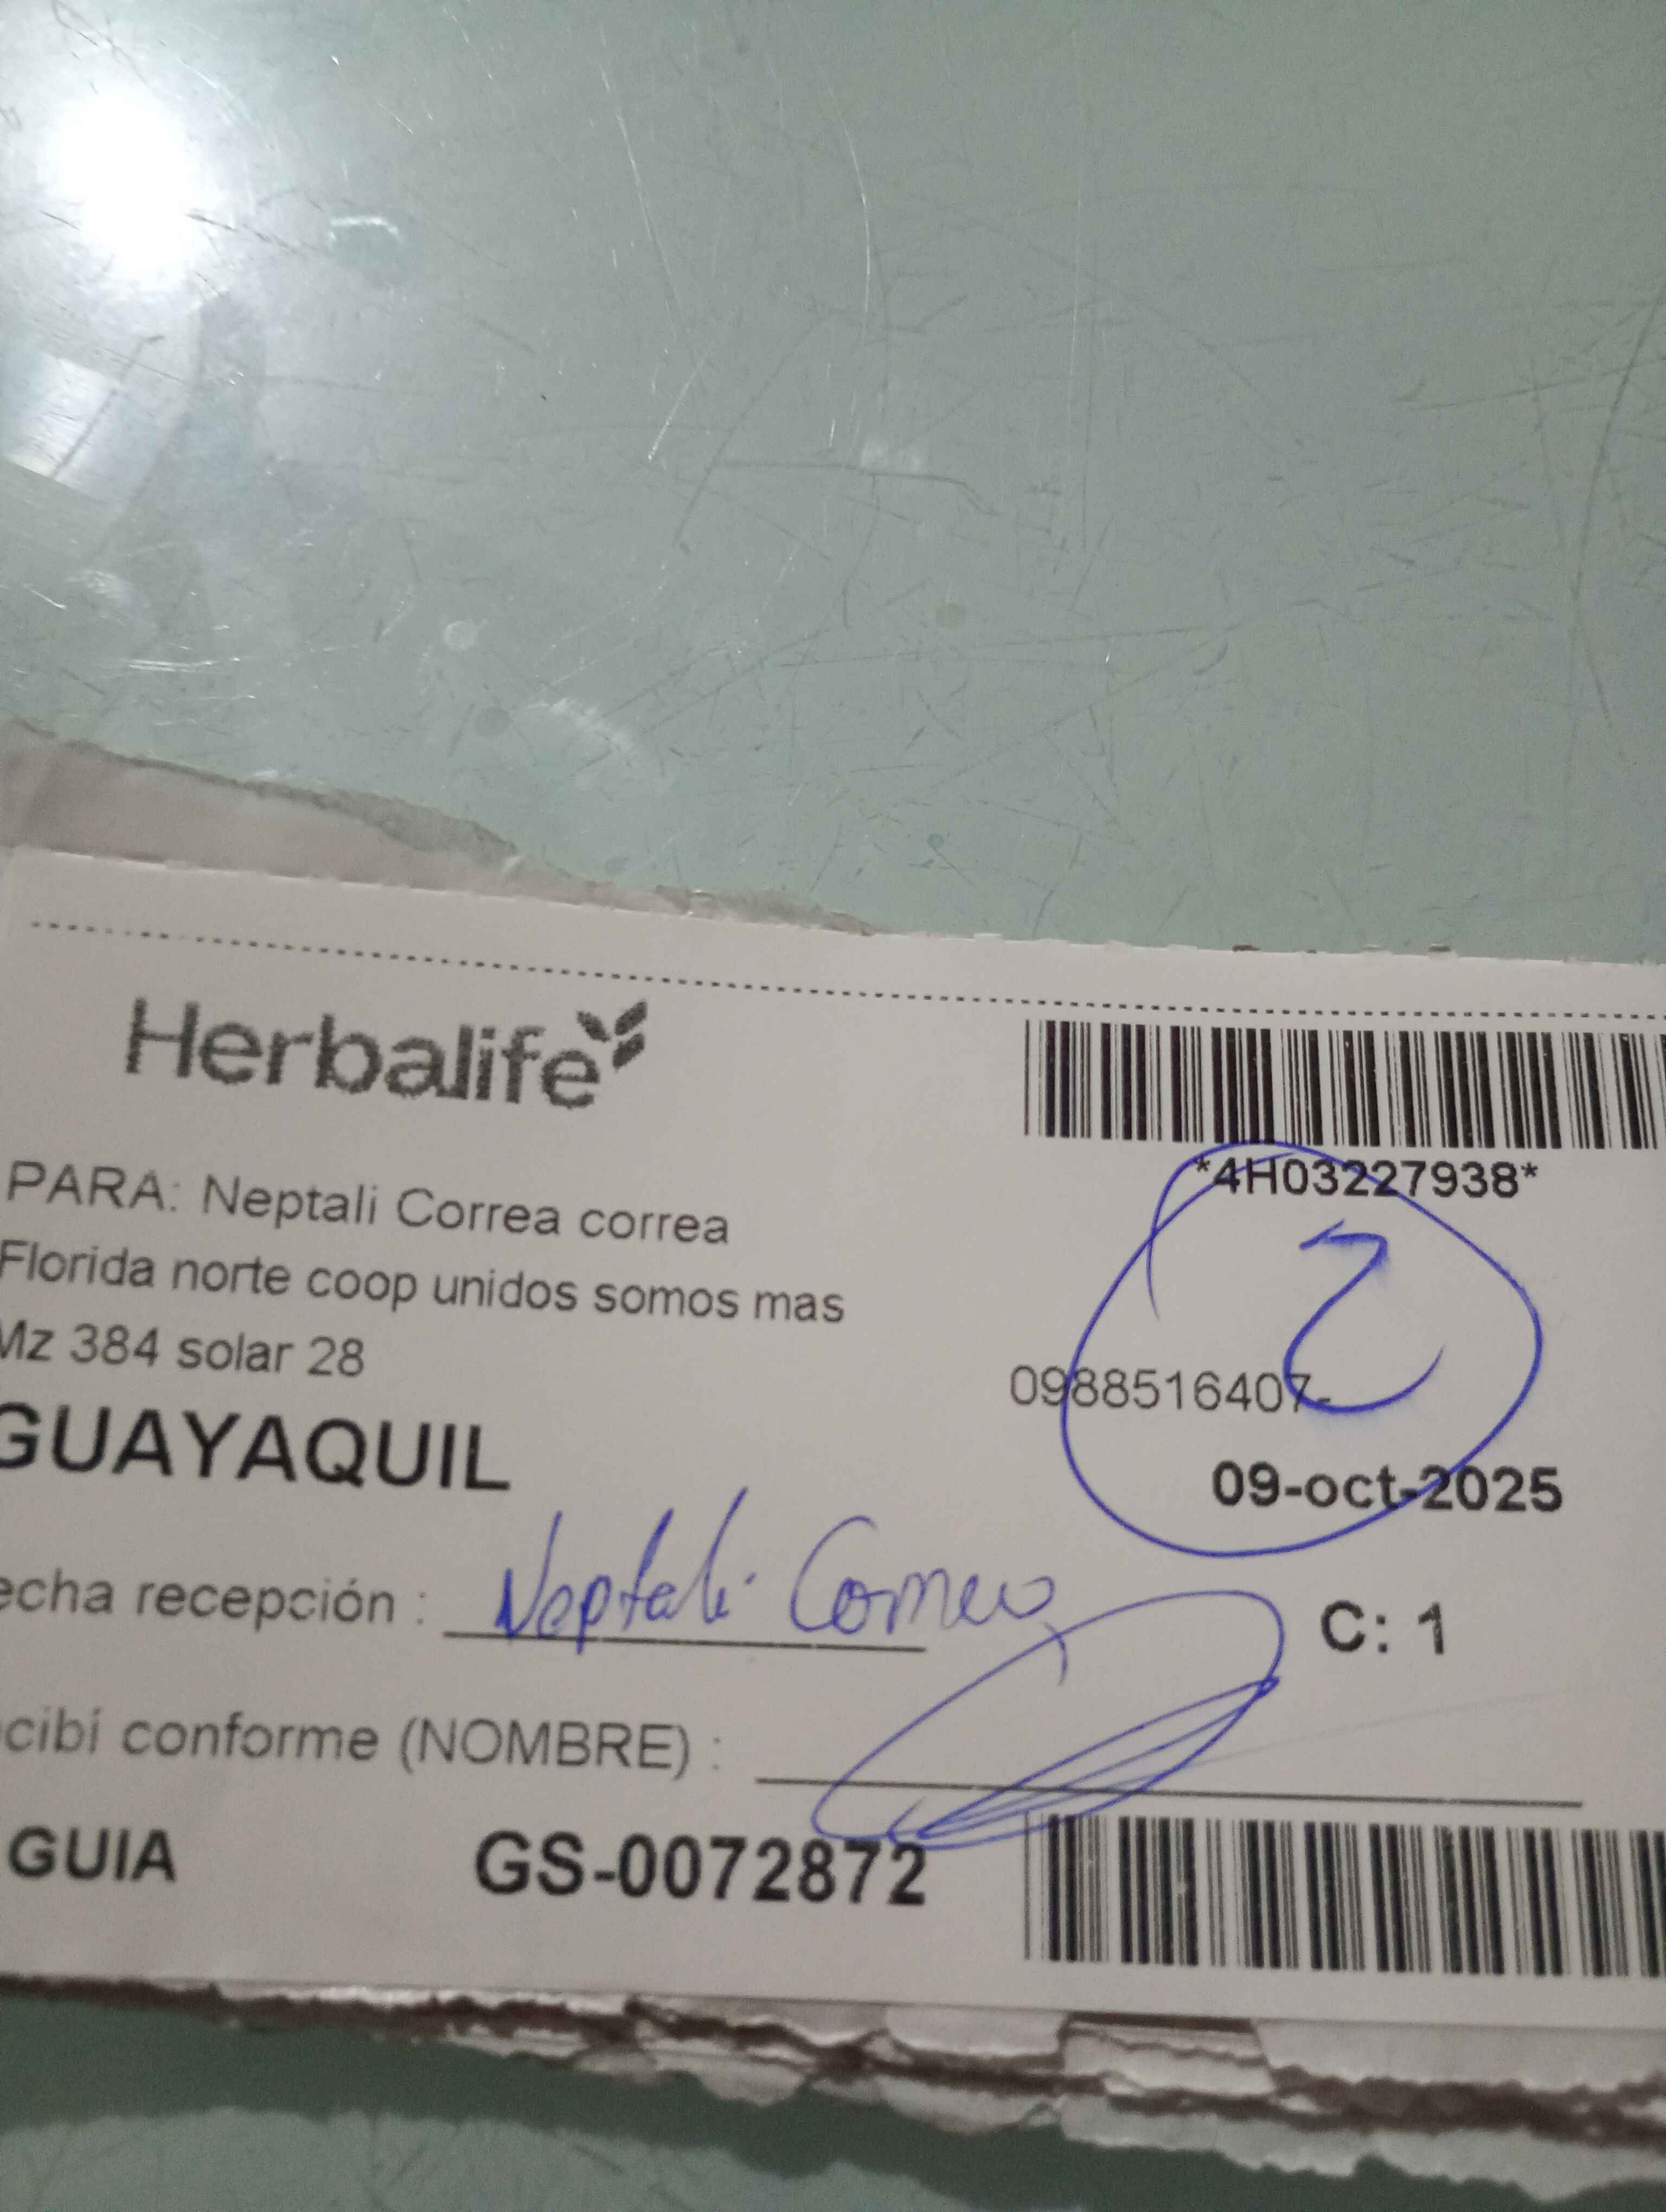 Herbalife
*4H03227938*
PARA: Neptali Correa correa
Florida norte coop unidos somos mas
Mz 384 solar 28
2
0988516407-
GUAYAQUIL
09-oct-2025
echa recepción : Neptali Correa
C: 1
cibí conforme (NOMBRE) :
GUIA GS-0072872